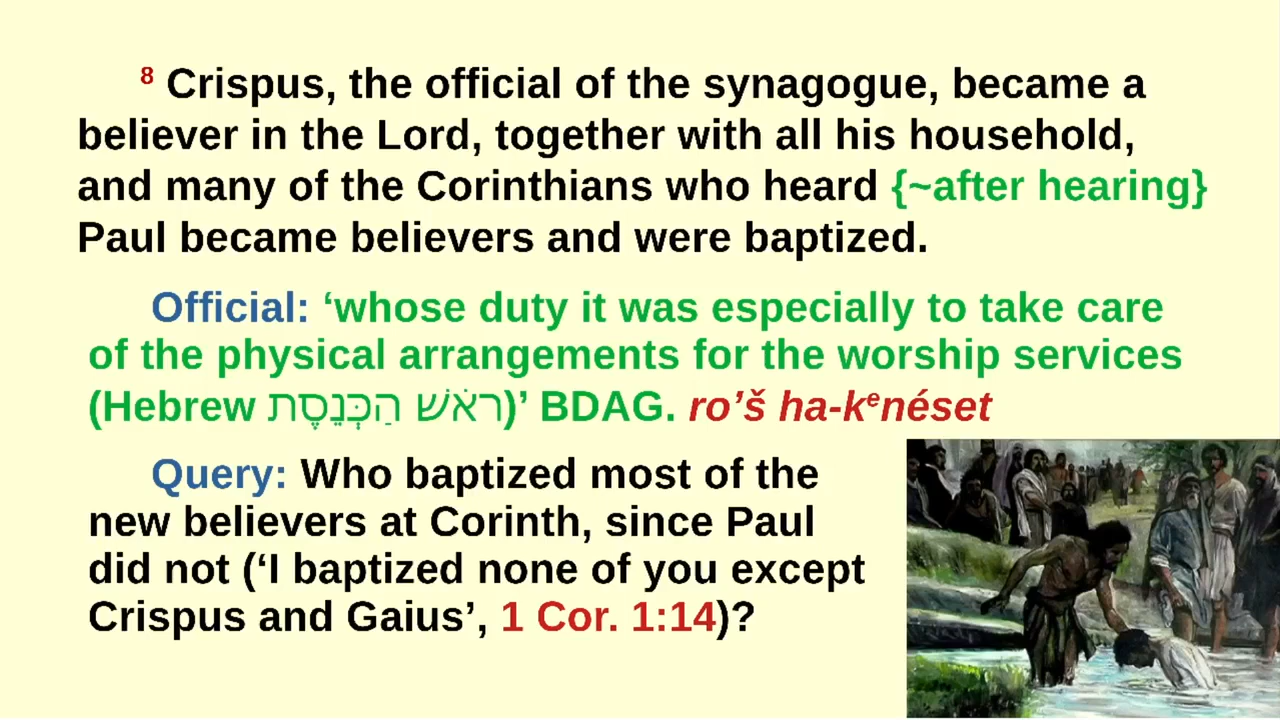 8 Crispus, the official of the synagogue, became a
believer in the Lord, together with all his household,
and many of the Corinthians who heard {~after hearing}
Paul became believers and were baptized.
Official: ‘whose duty it was especially to take care
of the physical arrangements for the worship services
(Hebrew רֹאשׁ הַכְּנֵסֶת)’ BDAG. ro’š ha-kᵉnéset
Query: Who baptized most of the
new believers at Corinth, since Paul
did not (‘I baptized none of you except
Crispus and Gaius’, 1 Cor. 1:14)?